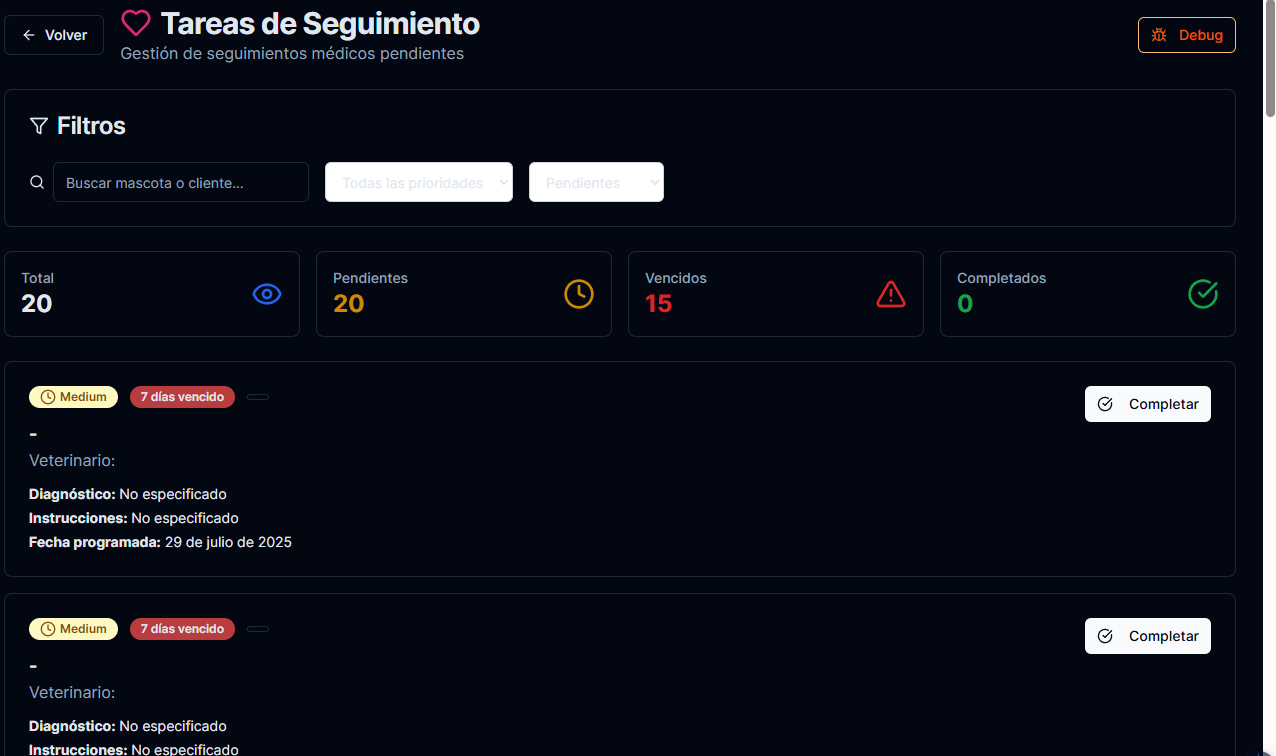 Volver
Tareas de Seguimiento
Gestión de seguimientos médicos pendientes
Debug
Filtros
Buscar mascota o cliente...
Todas las prioridades
Pendientes
Total
20
Pendientes
20
Vencidos
15
Completados
0
Medium
7 días vencido
Completar
-
Veterinario:
Diagnóstico: No especificado
Instrucciones: No especificado
Fecha programada: 29 de julio de 2025
Medium
7 días vencido
Completar
-
Veterinario:
Diagnóstico: No especificado
Instrucciones: No especificado